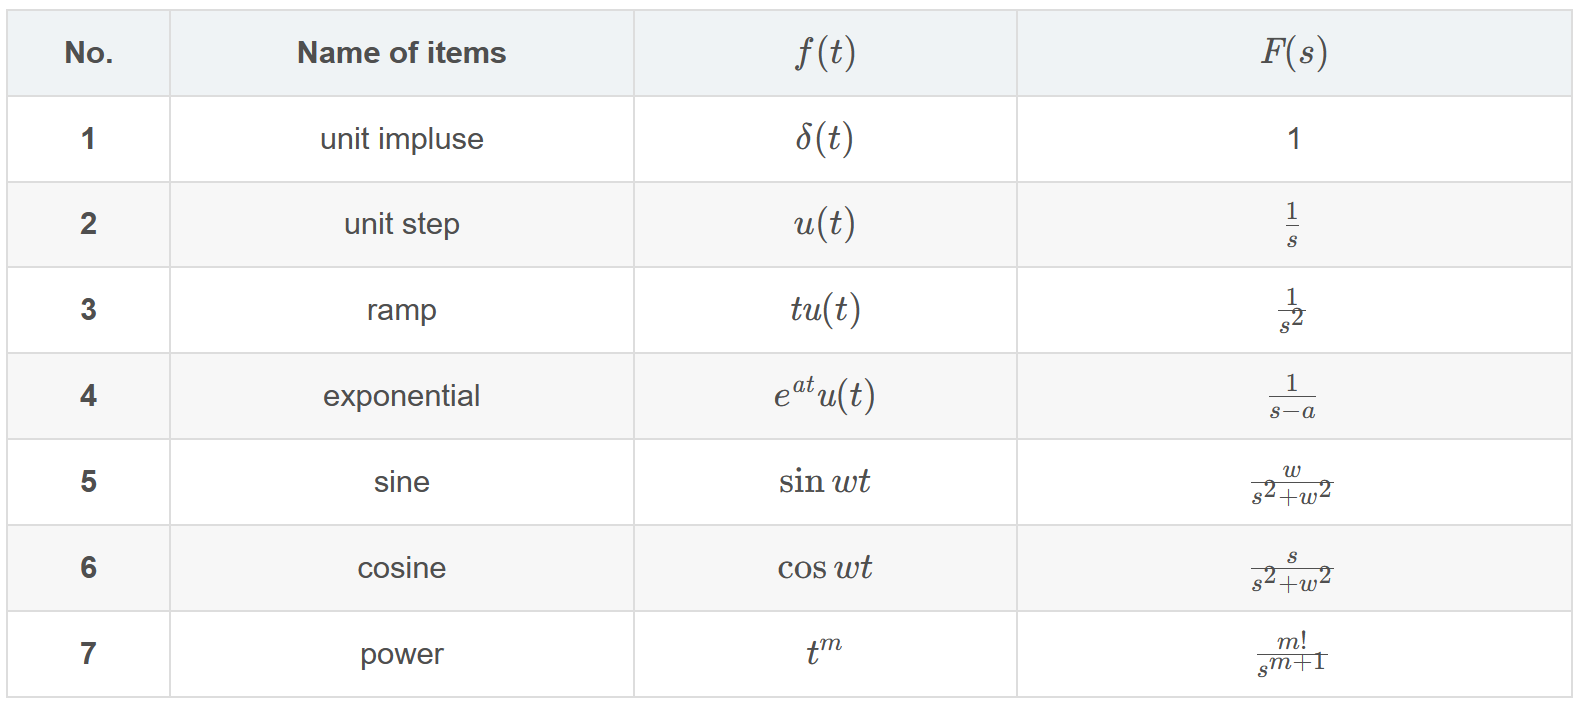 No. Name of items f(t) F(s)
1 unit impluse δ(t) 1
2 unit step u(t) \frac{1}{s}
3 ramp tu(t) \frac{1}{s^2}
4 exponential e^{at}u(t) \frac{1}{s-a}
5 sine sin wt \frac{w}{s^2+w^2}
6 cosine cos wt \frac{s}{s^2+w^2}
7 power t^m \frac{m!}{s^{m+1}}